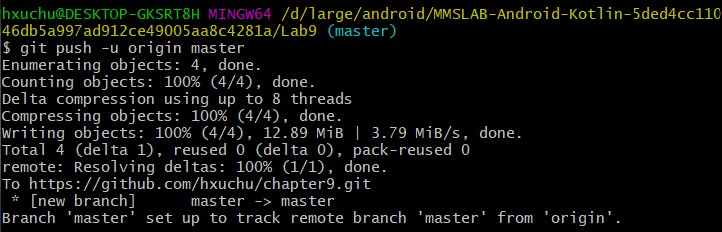 hxuchu@DESKTOP-GKSRT8H MINGW64 /d/large/android/MMSLAB-Android-Kotlin-5ded4cc110
46db5a997ad912ce49005aa8c4281a/Lab9 (master)
$ git push -u origin master
Enumerating objects: 4, done.
Counting objects: 100% (4/4), done.
Delta compression using up to 8 threads
Compressing objects: 100% (4/4), done.
Writing objects: 100% (4/4), 12.89 MiB | 3.79 MiB/s, done.
Total 4 (delta 1), reused 0 (delta 0), pack-reused 0
remote: Resolving deltas: 100% (1/1), done.
To https://github.com/hxuchu/chapter9.git
 * [new branch]      master -> master
Branch 'master' set up to track remote branch 'master' from 'origin'.